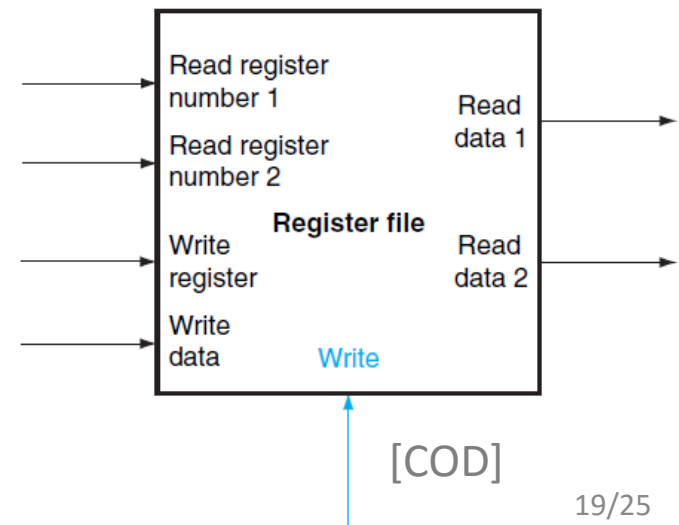 Read register
number 1
Read
data 1
Read register
number 2
Register file
Write
register
Read
data 2
Write
data
Write
[COD]
19/25